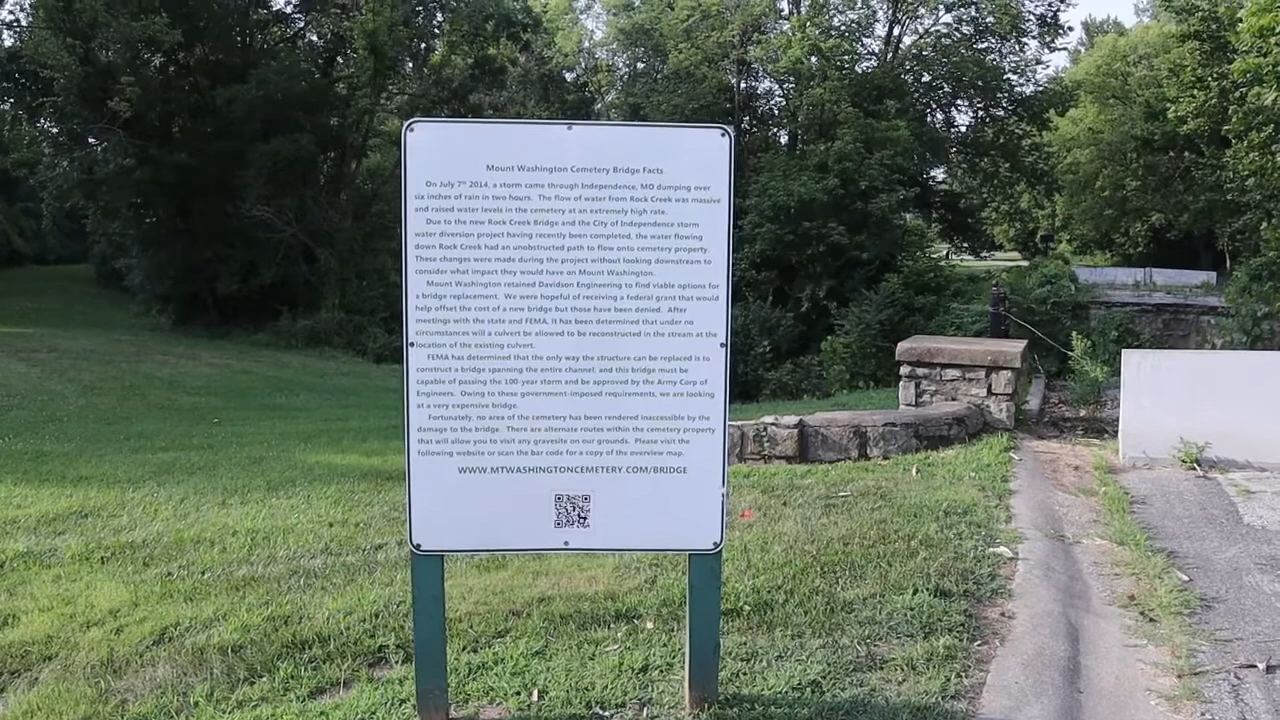 Mount Washington Cemetery Bridge Facts
On July 7th 2014, a storm came through Independence, MO dumping over
six inches of rain in two hours. The flow of water from Rock Creek was massive
and raised water levels in the cemetery at an extremely high rate.
Due to the new Rock Creek Bridge and the City of Independence storm
water diversion project having recently been completed, the water flowing
down Rock Creek had an unobstructed path to flow onto cemetery property.
These changes were made during the project without looking downstream to
consider what impact they would have on Mount Washington.
Mount Washington retained Davidson Engineering to find viable options for
a bridge replacement. We were hopeful of receiving a federal grant that would
help offset the cost of a new bridge but those have been denied. After
meetings with the state and FEMA, it has been determined that under no
circumstances will a culvert be allowed to be reconstructed in the stream at the
location of the existing culvert.
FEMA has determined that the only way the structure can be replaced is to
construct a bridge spanning the entire channel, and this bridge must be
capable of passing the 100-year storm and be approved by the Army Corp of
Engineers. Owing to these government-imposed requirements, we are looking
at a very expensive bridge.
Fortunately, no area of the cemetery has been rendered inaccessible by the
damage to the bridge. There are alternate routes within the cemetery property
that will allow you to visit any gravesite on our grounds. Please visit the
following website or scan the bar code for a copy of the overview map.
WWW.MTWASHINGTONCEMETERY.COM/BRIDGE